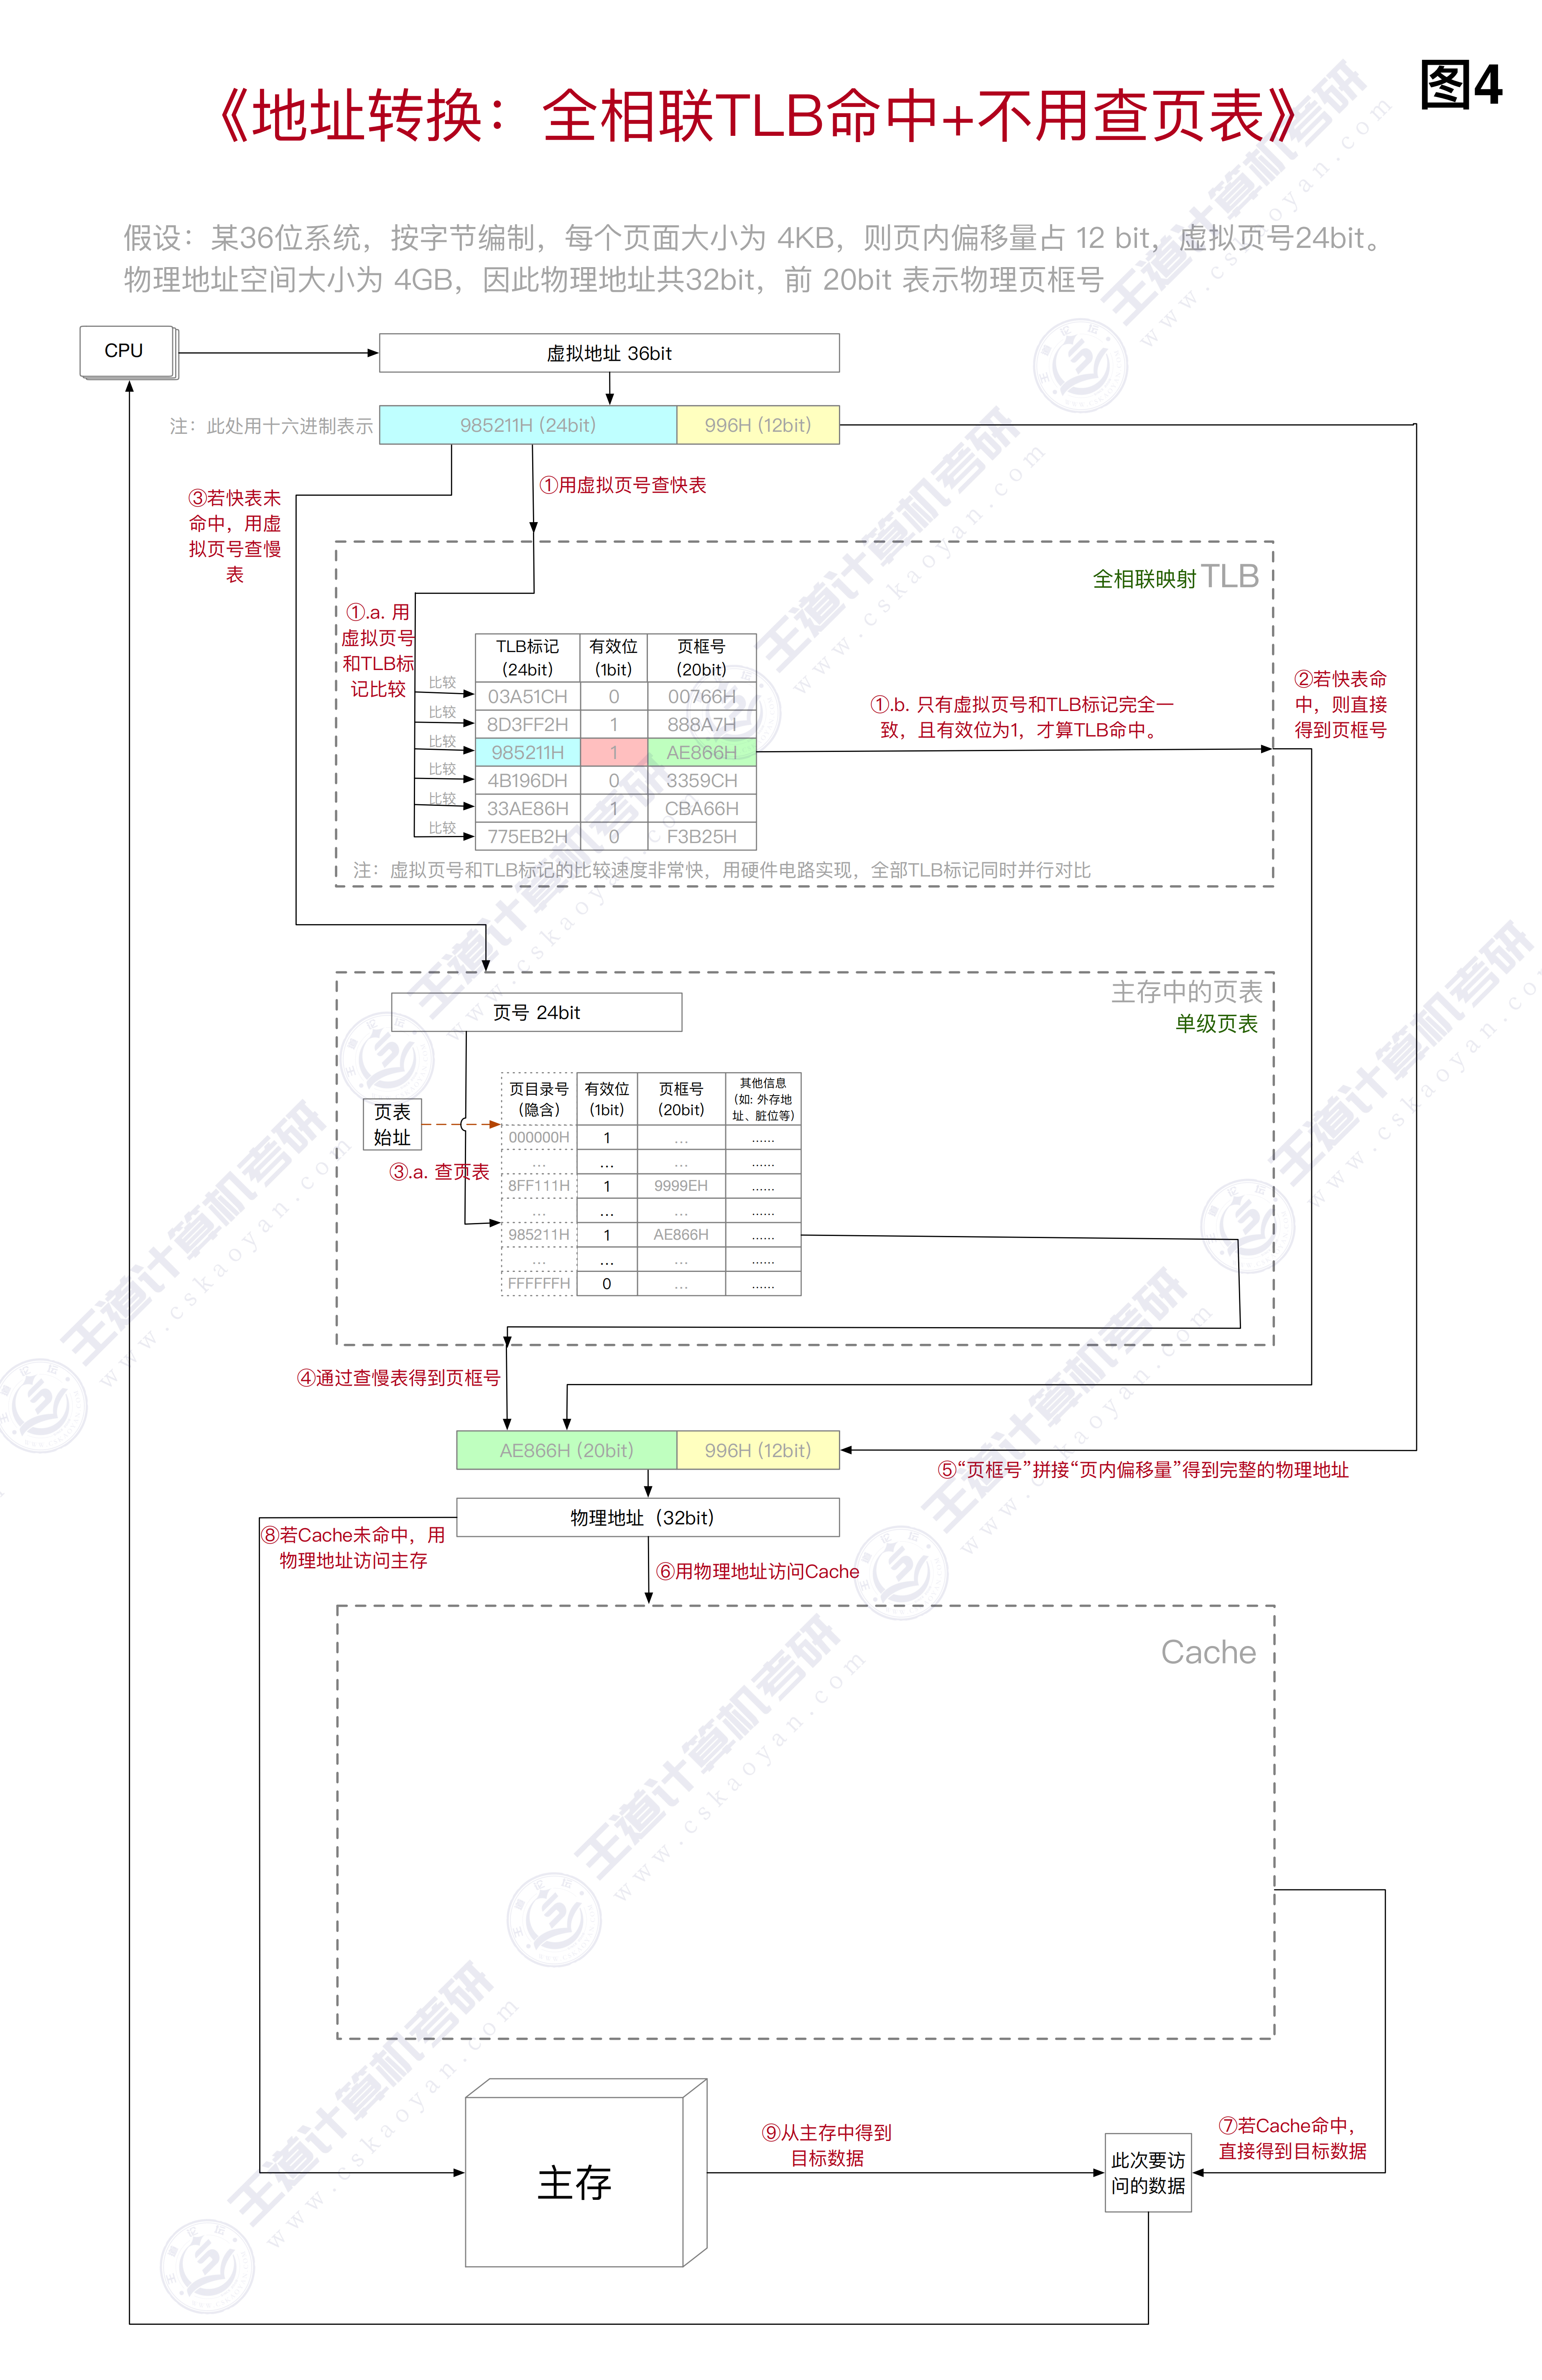 图4
《地址转换：全相联TLB命中+不用查页表》
假设：某36位系统，按字节编制，每个页面大小为 4KB，则页内偏移量占 12 bit，虚拟页号24bit。
物理地址空间大小为 4GB，因此物理地址共32bit，前 20bit 表示物理页框号
CPU
虚拟地址 36bit
注：此处用十六进制表示
985211H (24bit)
996H (12bit)
①用虚拟页号查快表
③若快表未
命中，用虚
拟页号查慢
表
全相联映射 TLB
①.a. 用
虚拟页号
和TLB标
记比较
TLB标记
(24bit)
有效位
(1bit)
页框号
(20bit)
比较
03A51CH 0 00766H
比较
8D3FF2H 1 888A7H
比较
985211H 1 AE866H
比较
4B196DH 0 3359CH
比较
33AE86H 1 CBA66H
比较
775EB2H 0 F3B25H
①.b. 只有虚拟页号和TLB标记完全一
致，且有效位为1，才算TLB命中。
②若快表命
中，则直接
得到页框号
注：虚拟页号和TLB标记的比较速度非常快，用硬件电路实现，全部TLB标记同时并行对比
主存中的页表
单级页表
页号 24bit
页表
始址
③.a. 查页表
页目录号
（隐含）
有效位
(1bit)
页框号
(20bit)
其他信息
（如: 外存地
址、脏位等）
000000H 1 ... ......
... ... ... ......
8FF111H 1 9999EH ......
... ... ... ......
985211H 1 AE866H ......
... ... ... ......
FFFFFFH 0 ... ......
④通过查慢表得到页框号
AE866H (20bit)
996H (12bit)
⑤“页框号”拼接“页内偏移量”得到完整的物理地址
物理地址（32bit）
⑧若Cache未命中，用
物理地址访问主存
⑥用物理地址访问Cache
Cache
主存
⑨从主存中得到
目标数据
此次要访
问的数据
⑦若Cache命中，
直接得到目标数据
王道计算机考研
www.cskaoyan.com